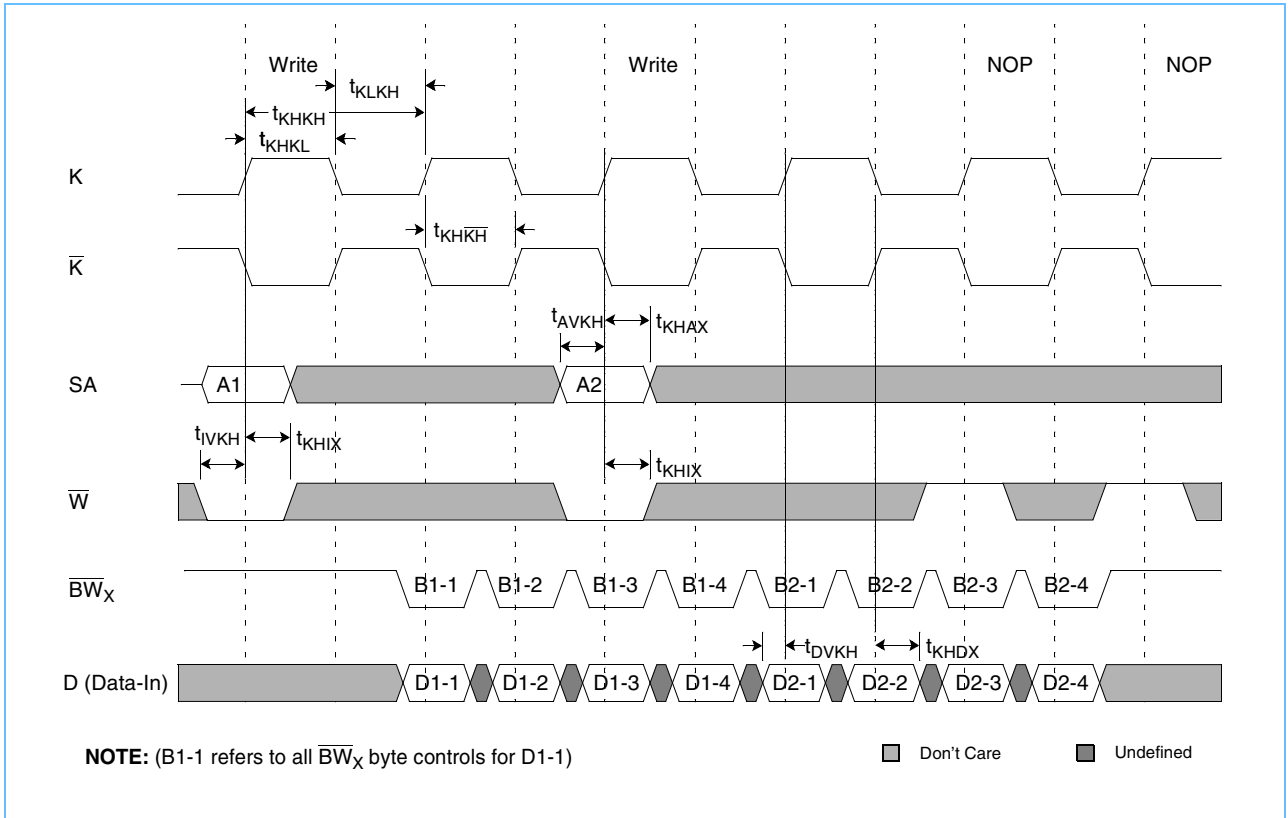 Write Write NOP NOP
tKLKH
tKHKH
tKHKL
K
tKHK̅H̅
K̅
tAVKH tKHAX
SA A1 A2
tIVKH tKHIX tKHIX
W̅
B̅W̅X B1-1 B1-2 B1-3 B1-4 B2-1 B2-2 B2-3 B2-4
tDVKH tKHDX
D (Data-In) D1-1 D1-2 D1-3 D1-4 D2-1 D2-2 D2-3 D2-4
NOTE: (B1-1 refers to all B̅W̅X byte controls for D1-1) Don't Care Undefined